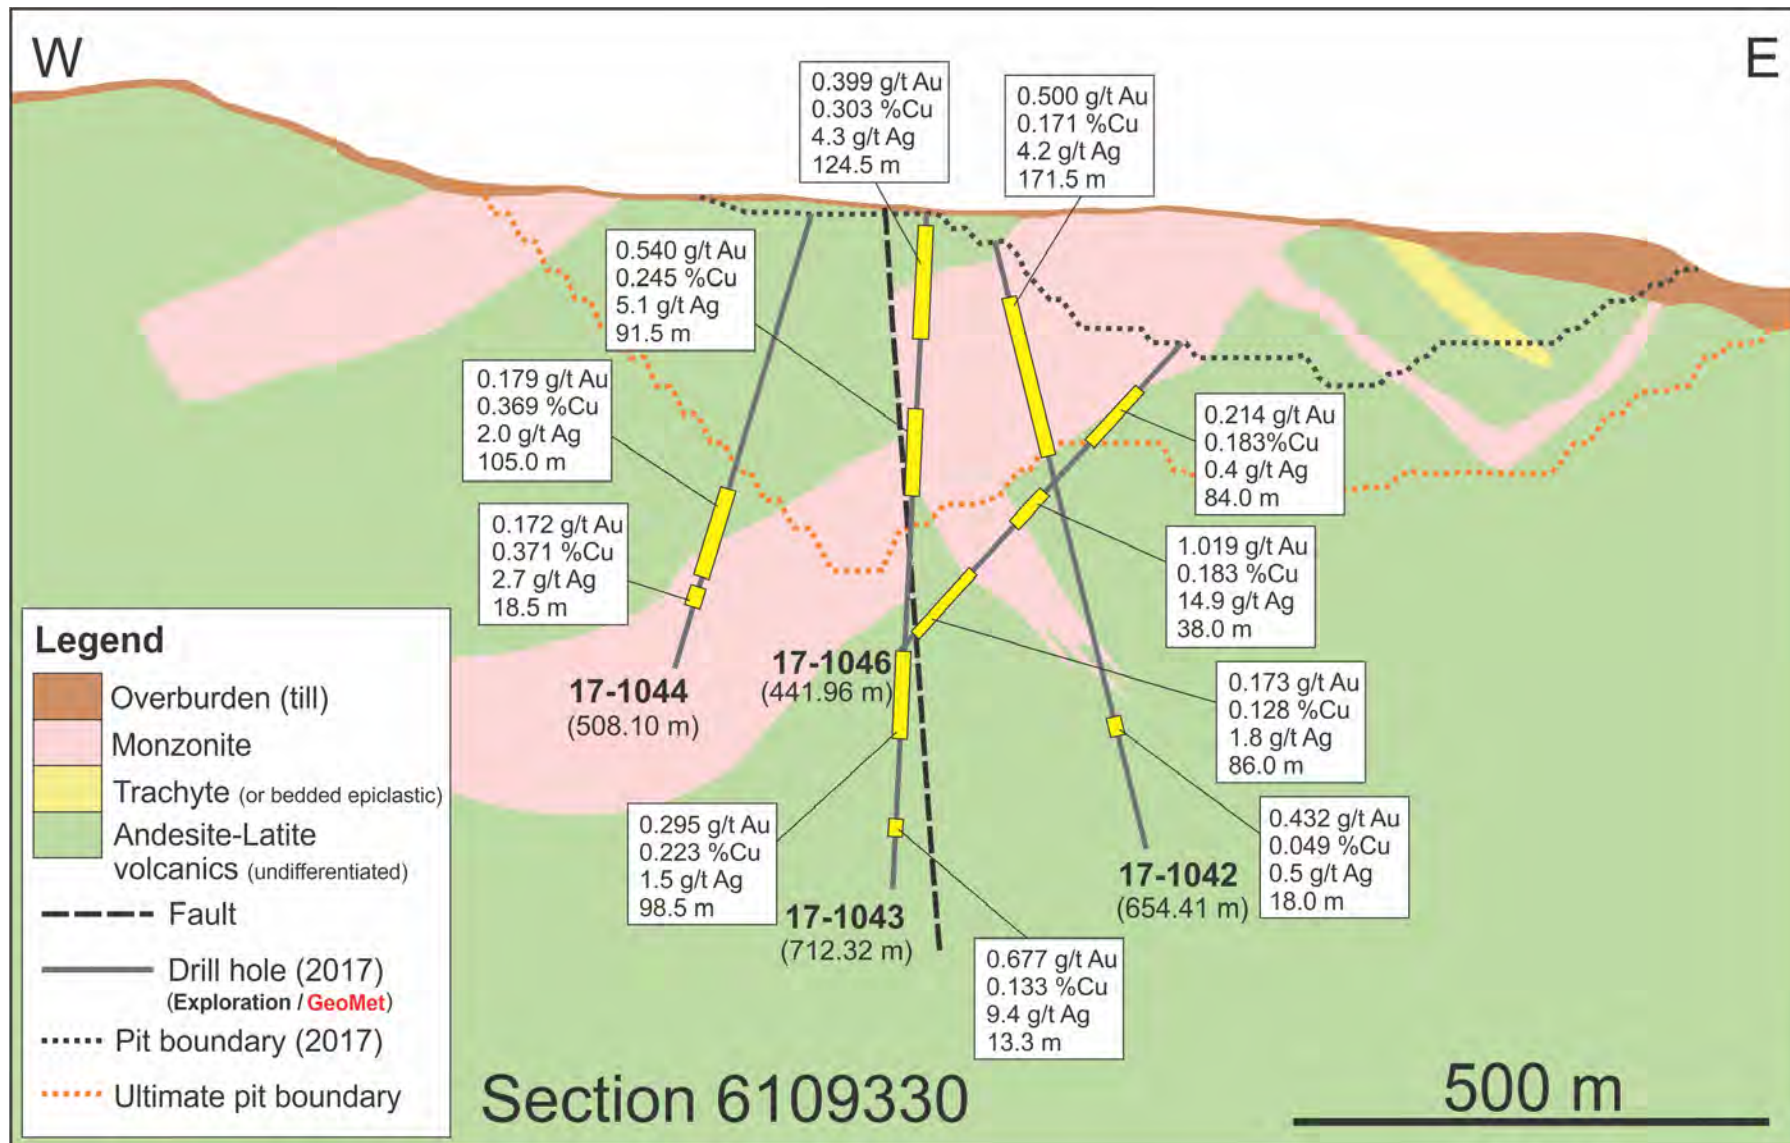 W
E
0.399 g/t Au
0.303 %Cu
4.3 g/t Ag
124.5 m
0.500 g/t Au
0.171 %Cu
4.2 g/t Ag
171.5 m
0.540 g/t Au
0.245 %Cu
5.1 g/t Ag
91.5 m
0.179 g/t Au
0.369 %Cu
2.0 g/t Ag
105.0 m
0.214 g/t Au
0.183%Cu
0.4 g/t Ag
84.0 m
0.172 g/t Au
0.371 %Cu
2.7 g/t Ag
18.5 m
1.019 g/t Au
0.183 %Cu
14.9 g/t Ag
38.0 m
17-1044
(508.10 m)
17-1046
(441.96 m)
0.173 g/t Au
0.128 %Cu
1.8 g/t Ag
86.0 m
0.295 g/t Au
0.223 %Cu
1.5 g/t Ag
98.5 m
0.432 g/t Au
0.049 %Cu
0.5 g/t Ag
18.0 m
17-1042
(654.41 m)
17-1043
(712.32 m)
0.677 g/t Au
0.133 %Cu
9.4 g/t Ag
13.3 m
Legend
Overburden (till)
Monzonite
Trachyte (or bedded epiclastic)
Andesite-Latite
volcanics (undifferentiated)
Fault
Drill hole (2017)
(Exploration / GeoMet)
Pit boundary (2017)
Ultimate pit boundary
Section 6109330
500 m